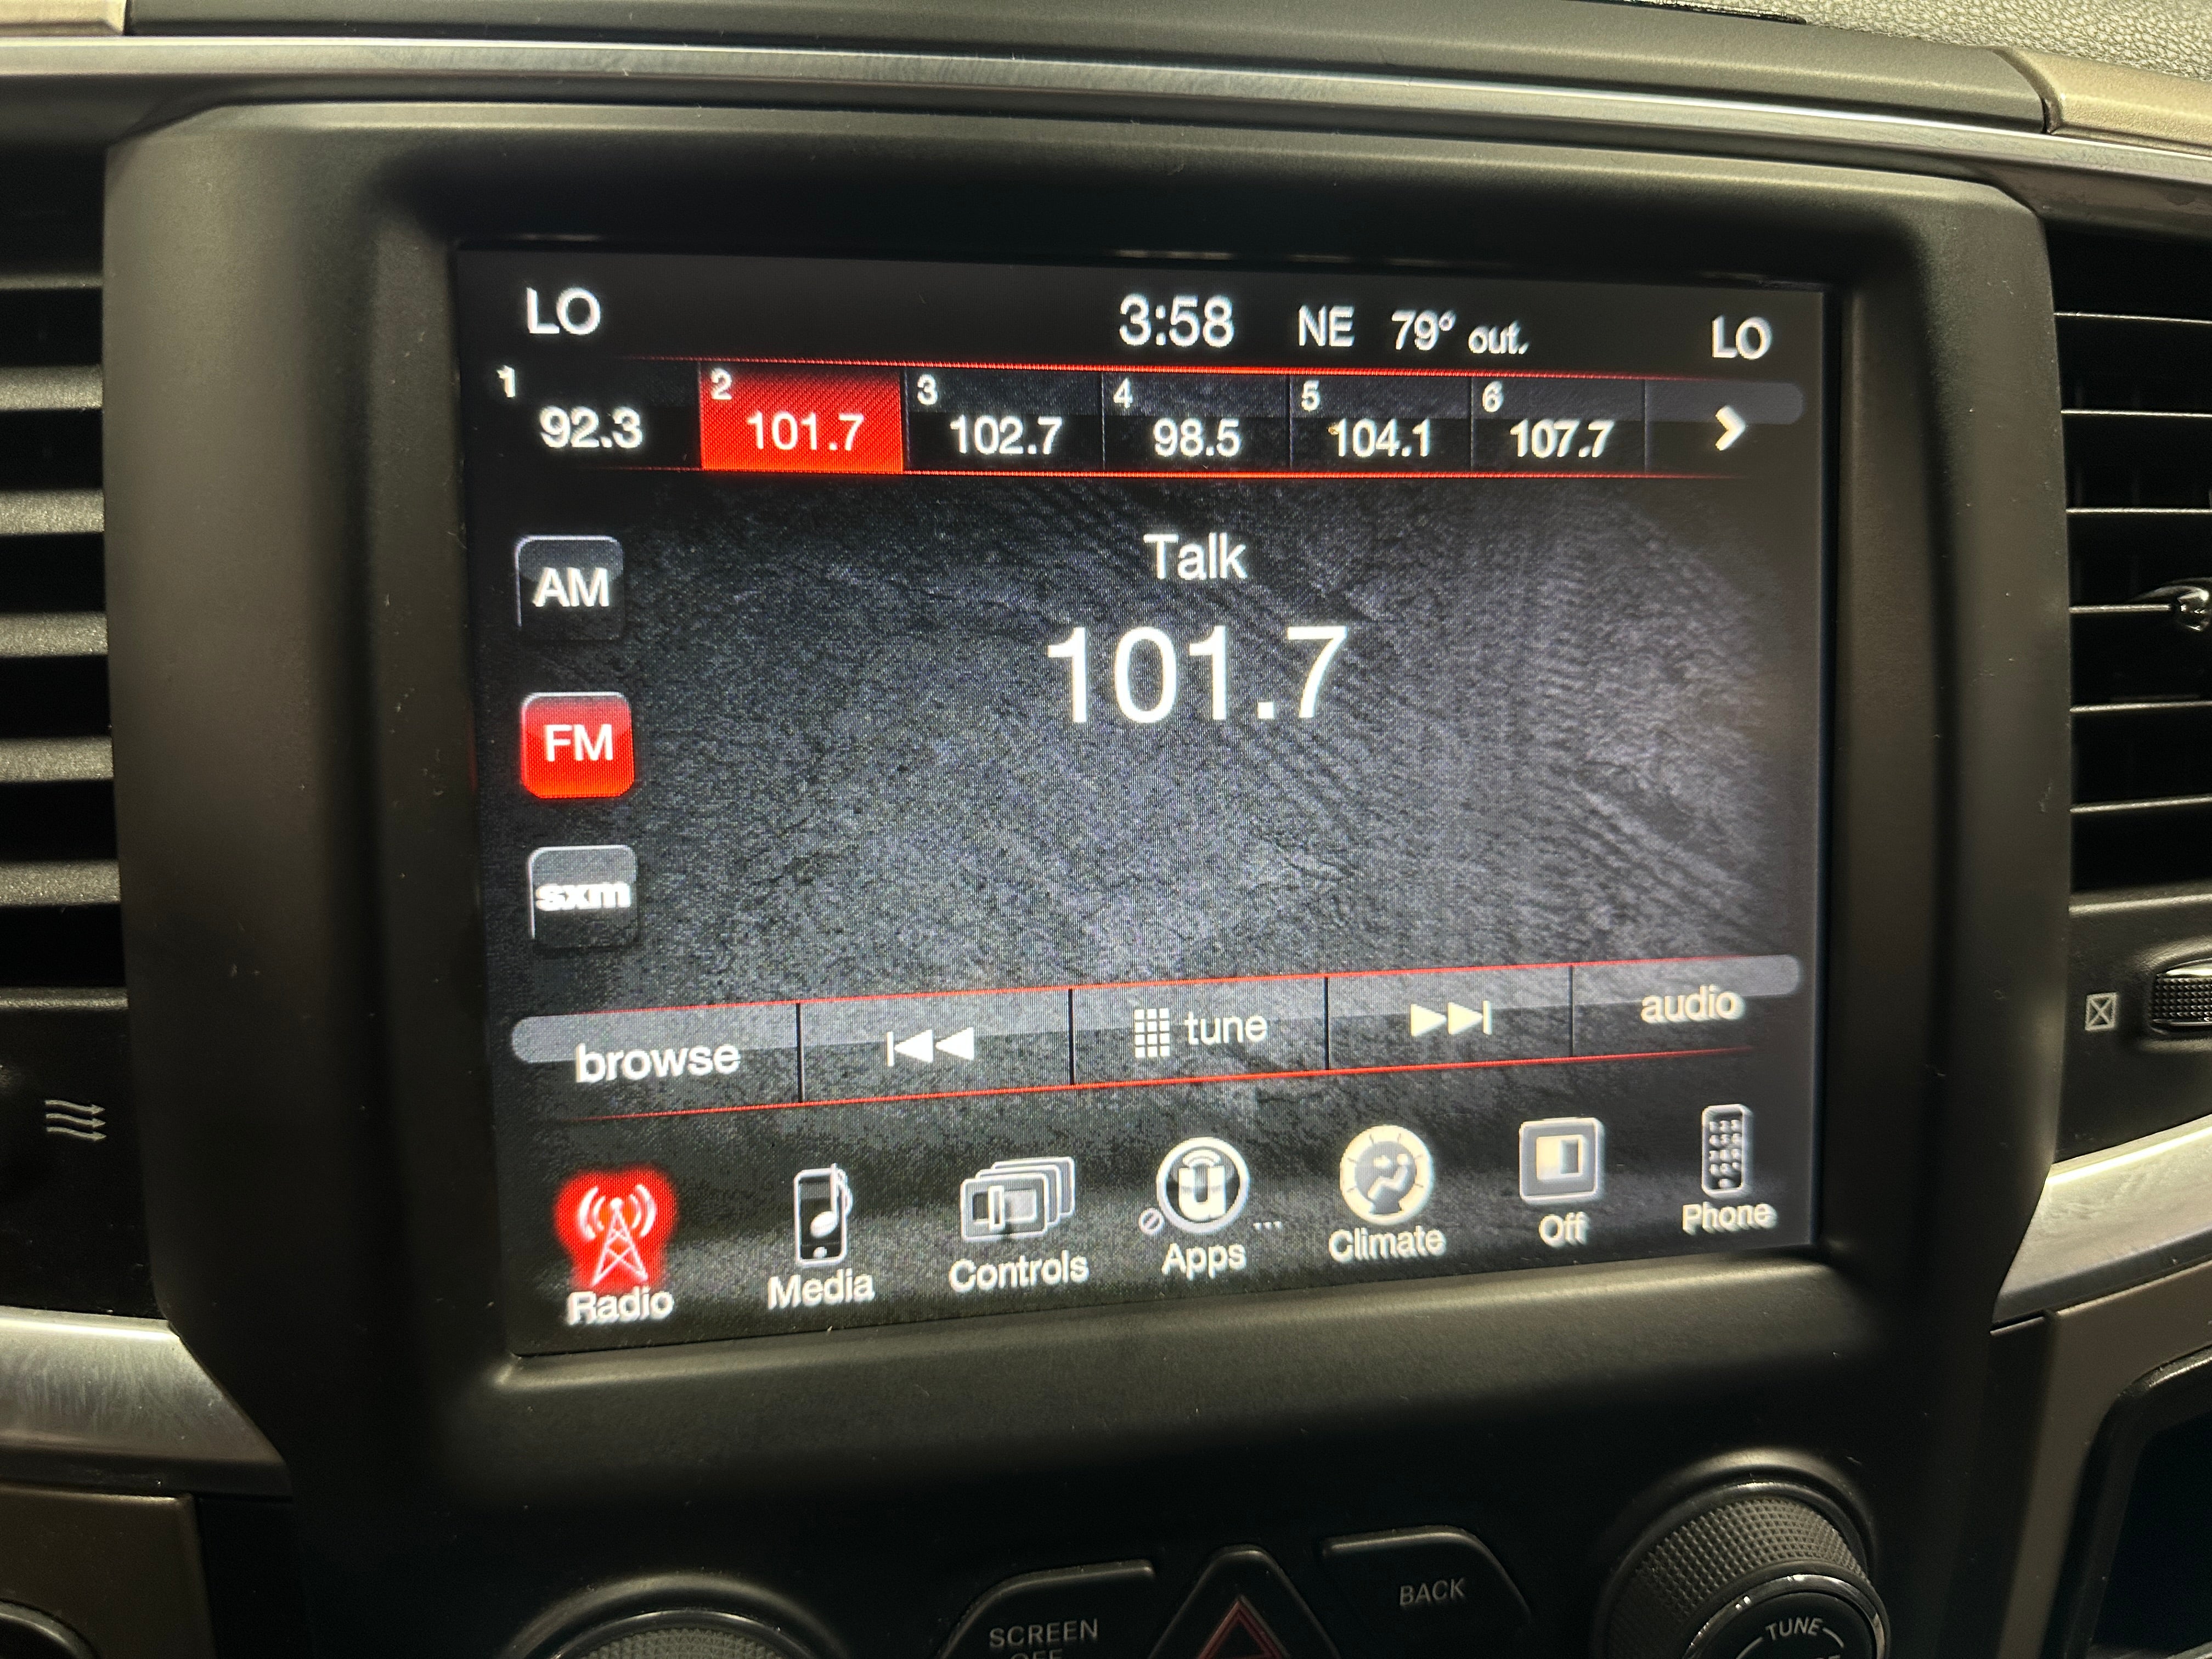 LO 3:58 NE 79° out. LO
1 2 3 4 5 6
92.3 101.7 102.7 98.5 104.1 107.7
Talk
AM
101.7
FM
sxm
browse tune audio
Radio Media Controls Apps ... Climate Off Phone
SCREEN
OFF
BACK
TUNE